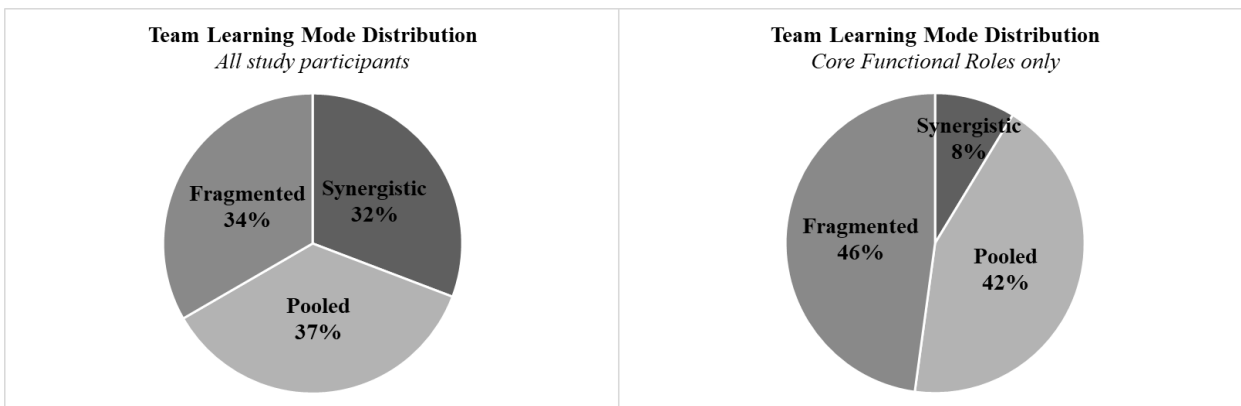 Team Learning Mode Distribution
All study participants
Fragmented
34%
Synergistic
32%
Pooled
37%
Team Learning Mode Distribution
Core Functional Roles only
Synergistic
8%
Fragmented
46%
Pooled
42%